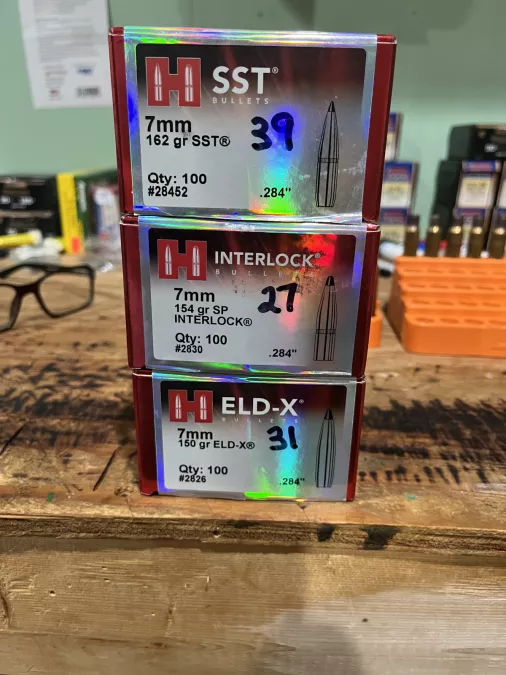 H SST®
BULLETS
7mm
162 gr SST®
39
Qty: 100
#28452
.284"
H INTERLOCK®
BULLETS
7mm
154 gr SP
INTERLOCK®
27
Qty: 100
#2830
.284"
H ELD-X®
BULLETS
7mm
150 gr ELD-X®
31
Qty: 100
#2826
.284"